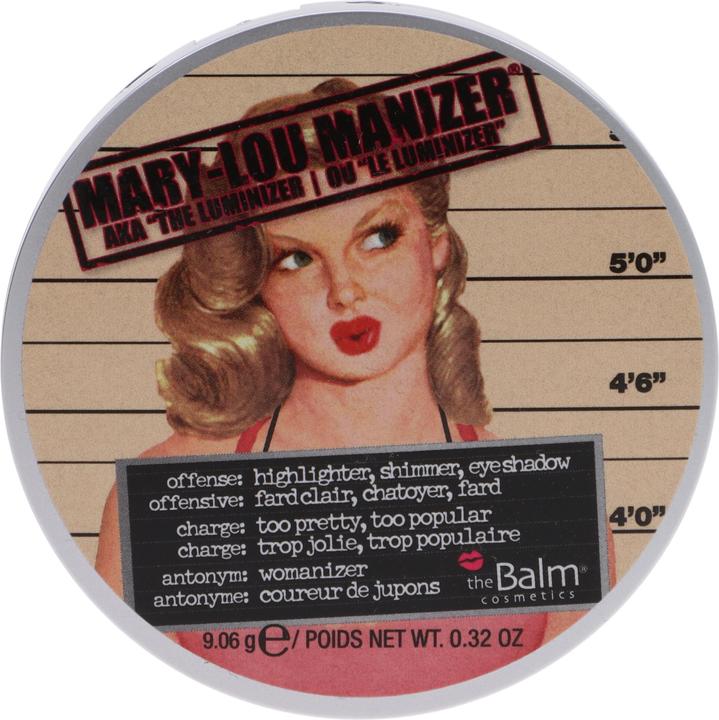 MARY-LOU MANIZER®
AKA "THE LUMINIZER | OU "LE LUMINIZER"
5'0"
4'6"
4'0"
offense: highlighter, shimmer, eyeshadow
offensive: fard clair, chatoyer, fard
charge: too pretty, too popular
charge: trop jolie, trop populaire
antonym: womanizer
antonyme: coureur de jupons
theBalm®
cosmetics
9.06 g e / POIDS NET WT. 0.32 OZ